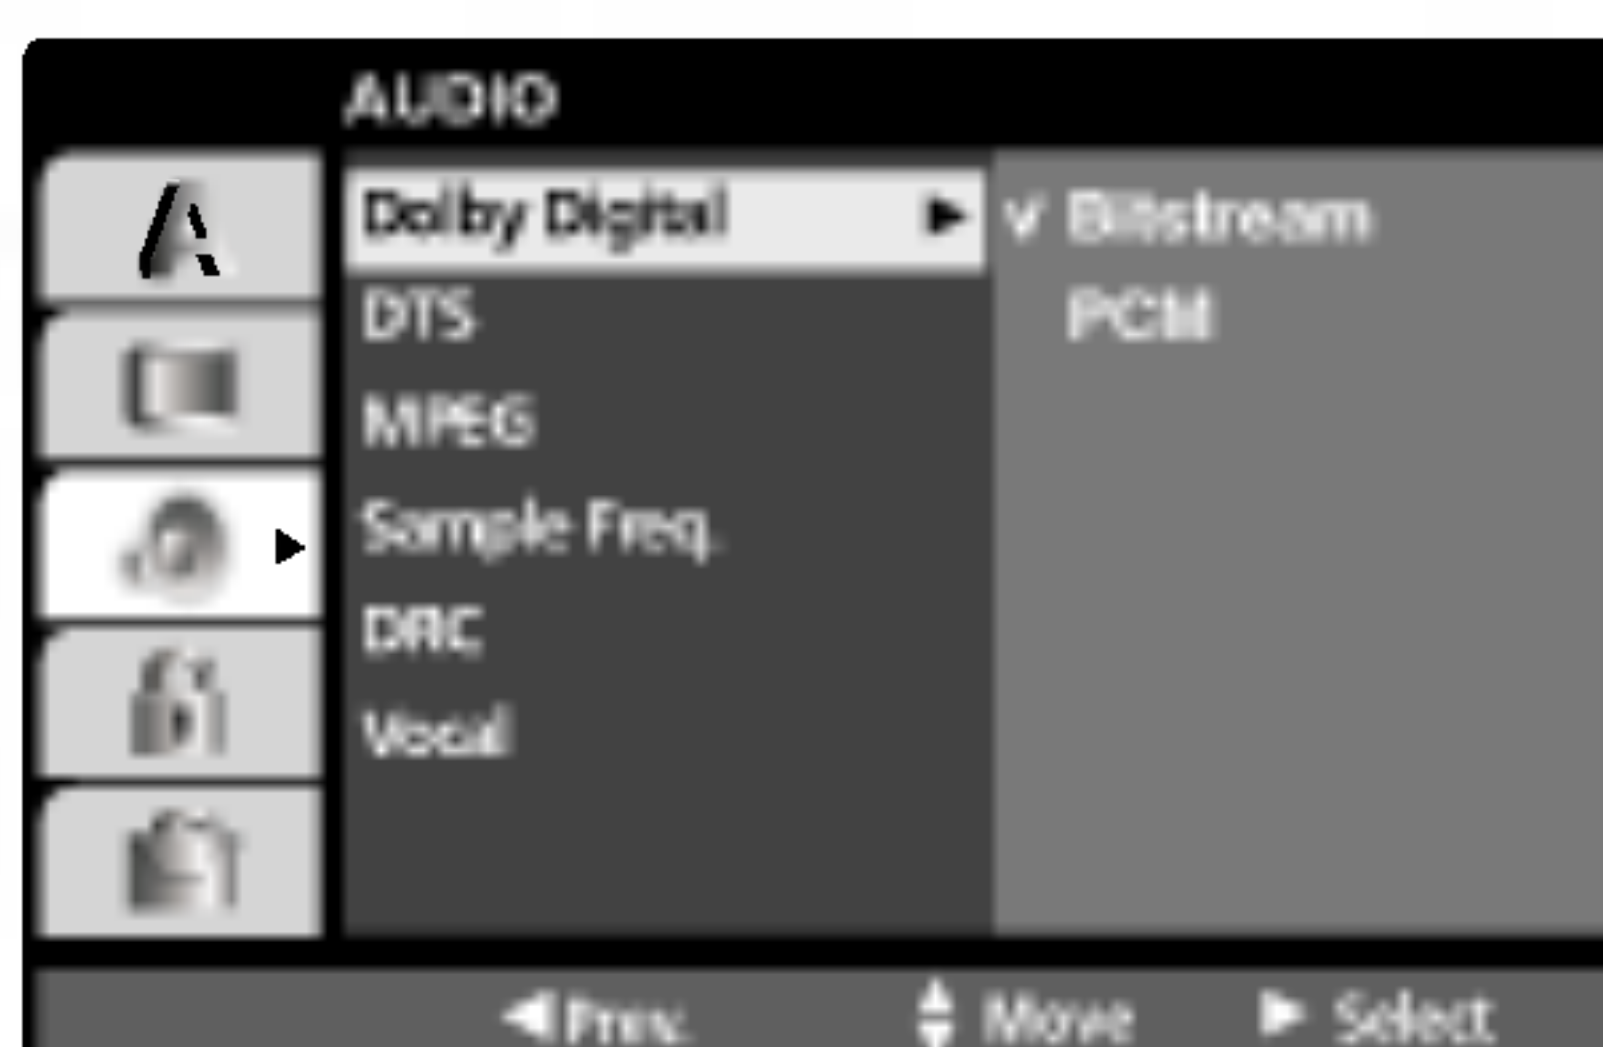 AUDIO
A
Dolby Digital ► v Bitstream
DTS PCM
MPEG
Sample Freq.
DRC
Vocal
◄ Prev. Move ► Select